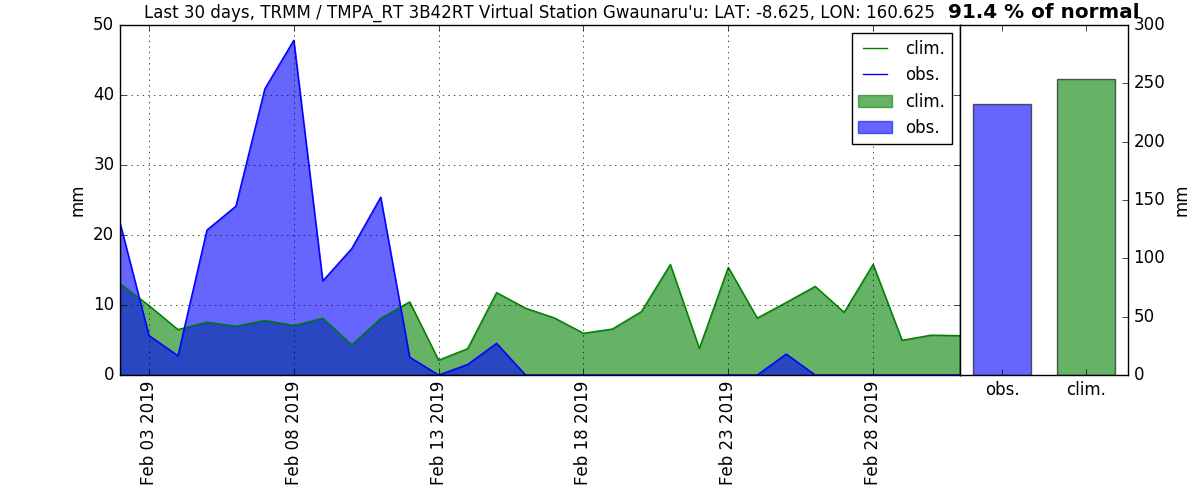 Last 30 days, TRMM / TMPA_RT 3B42RT Virtual Station Gwaunaru'u: LAT: -8.625, LON: 160.625 91.4 % of normal
50
40
30
20
10
0
mm
clim.
obs.
clim.
obs.
Feb 03 2019
Feb 08 2019
Feb 13 2019
Feb 18 2019
Feb 23 2019
Feb 28 2019
300
250
200
150
100
50
0
mm
obs. clim.